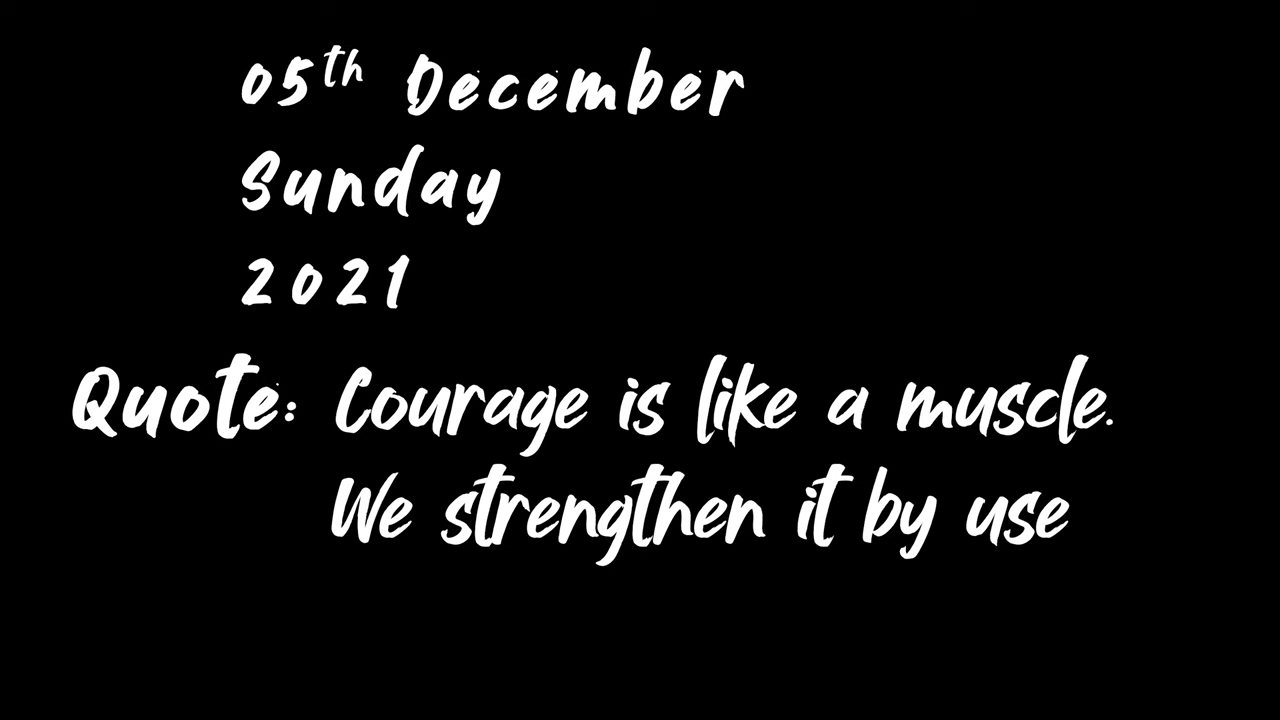 05th December
Sunday
2021
Quote: Courage is like a muscle.
We strengthen it by use